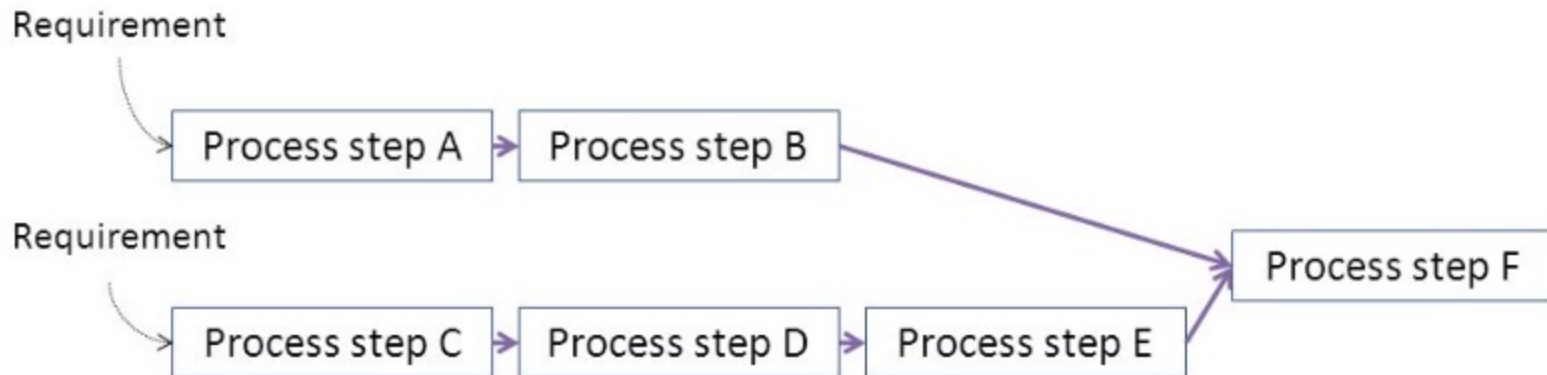 Requirement
Process step A
Process step B
Requirement
Process step F
Process step C
Process step D
Process step E